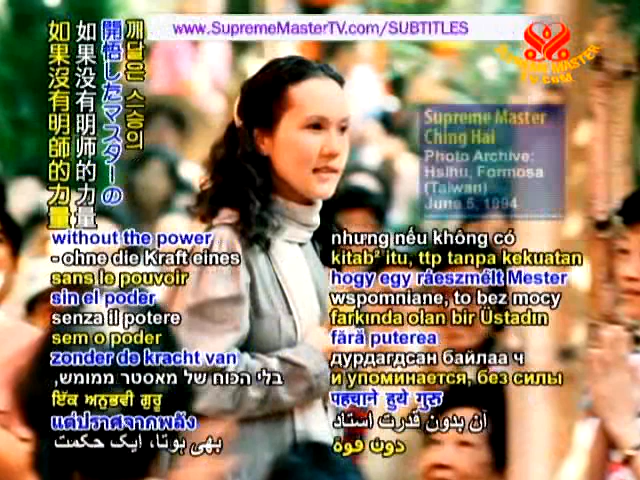 www.SupremeMasterTV.com/SUBTITLES
SUPREME MASTER
TV.COM
Supreme Master
Ching Hai
Photo Archive:
Hsihu, Formosa
(Taiwan)
June 5, 1994
깨달은 스승의
開悟したマスターの
如果没有明师的力量
如果沒有明師的力量
without the power
- ohne die Kraft eines
sans le pouvoir
sin el poder
senza il potere
sem o poder
zonder de kracht van
בלי הכוח של מאסטר ממומש,
ਇੱਕ ਅਨੁਭਵੀ ਗੁਰੂ
แต่ปราศจากพลัง
بھی ہوتا، ایک حکمت
nhưng nếu không có
kitab² itu, ttp tanpa kekuatan
hogy egy ráeszmélt Mester
wspomniane, to bez mocy
farkında olan bir Üstadın
fără puterea
дурдагдсан байлаа ч
и упоминается, без силы
पहचाने हुये गुरु
آن بدون قدرت استاد
دون قوة